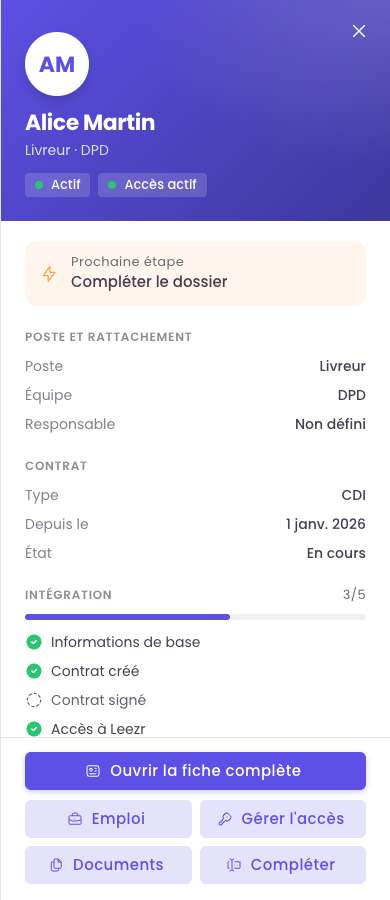 AM
Alice Martin
Livreur · DPD
Actif
Accès actif
Prochaine étape
Compléter le dossier
POSTE ET RATTACHEMENT
Poste Livreur
Équipe DPD
Responsable Non défini
CONTRAT
Type CDI
Depuis le 1 janv. 2026
État En cours
INTÉGRATION 3/5
Informations de base
Contrat créé
Contrat signé
Accès à Leezr
Ouvrir la fiche complète
Emploi
Gérer l'accès
Documents
Compléter